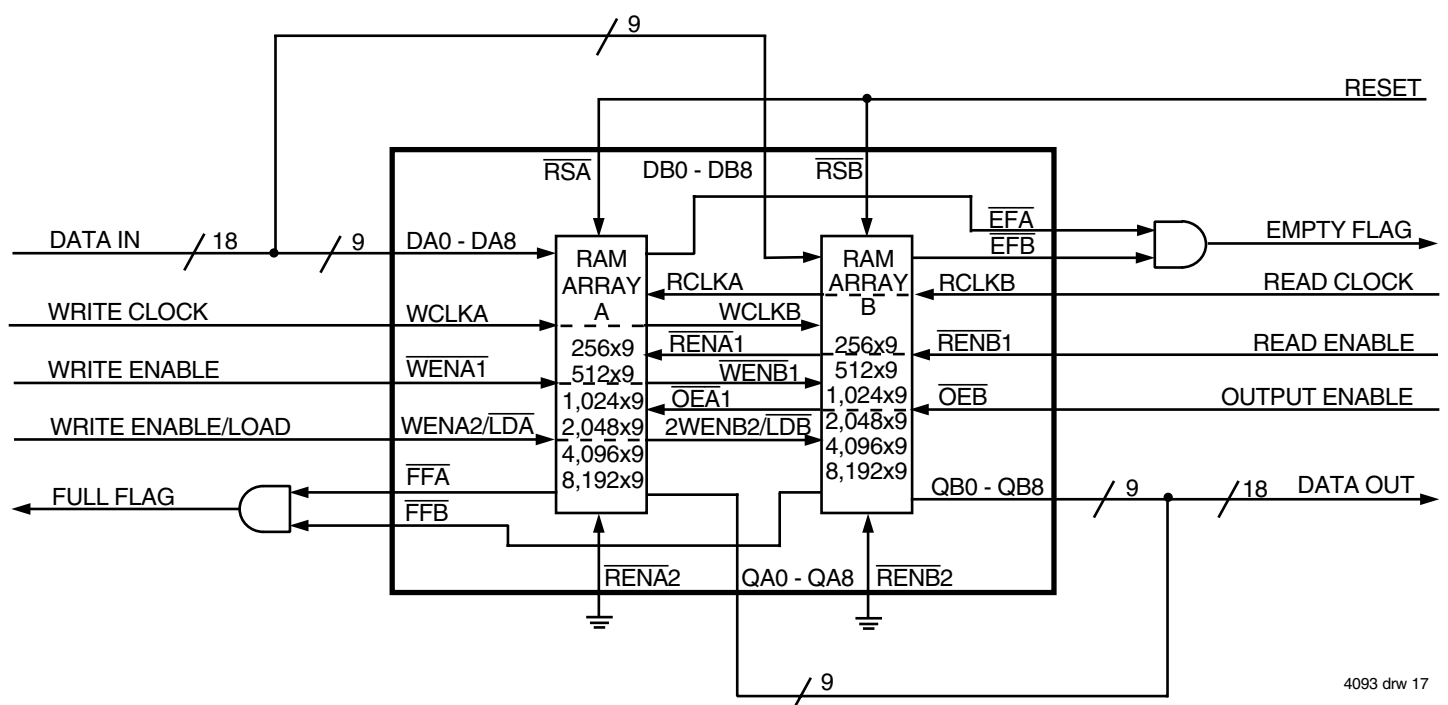 9
RESET
RSA
DB0 - DB8
RSB
DATA IN
18
9
DA0 - DA8
RAM
ARRAY
A
256x9
512x9
1,024x9
2,048x9
4,096x9
8,192x9
RAM
ARRAY
B
256x9
512x9
1,024x9
2,048x9
4,096x9
8,192x9
EFA
EFB
EMPTY FLAG
RCLKA
RCLKB
READ CLOCK
WRITE CLOCK
WCLKA
WCLKB
RENA1
RENB1
READ ENABLE
WRITE ENABLE
WENA1
WENB1
OEA1
OEB
OUTPUT ENABLE
WRITE ENABLE/LOAD
WENA2/LDA
2WENB2/LDB
FFA
FULL FLAG
FFB
QB0 - QB8
9
18
DATA OUT
RENA2
QA0 - QA8
RENB2
9
4093 drw 17